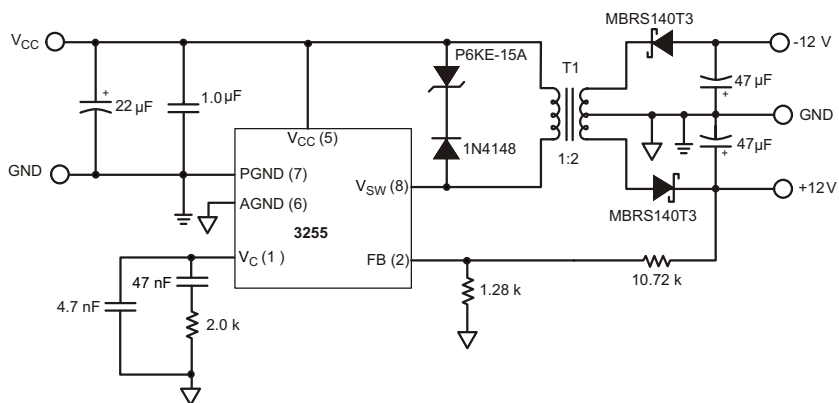 MBRS140T3
V_CC
P6KE-15A
-12 V
T1
+
22 µF
1.0 µF
47 µF
+
V_CC (5)
GND
1N4148
47µF
+
1:2
GND
PGND (7)
V_SW (8)
+12V
AGND (6)
MBRS140T3
3255
V_C (1 )
FB (2)
47 nF
1.28 k
10.72 k
4.7 nF
2.0 k